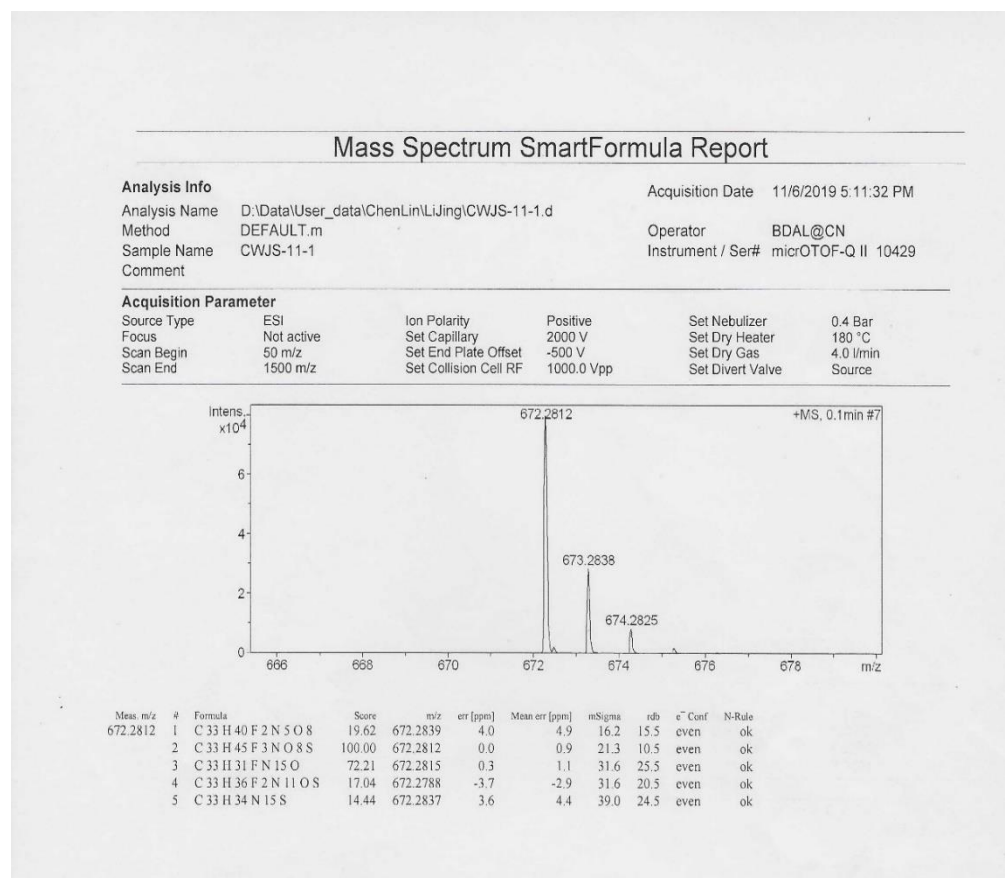 Mass Spectrum SmartFormula Report
Analysis Info
Acquisition Date 11/6/2019 5:11:32 PM
Analysis Name D:\Data\User_data\ChenLin\LiJing\CWJS-11-1.d
Method DEFAULT.m
Operator BDAL@CN
Sample Name CWJS-11-1
Instrument / Ser# micrOTOF-Q II 10429
Comment
Acquisition Parameter
Source Type ESI Ion Polarity Positive Set Nebulizer 0.4 Bar
Focus Not active Set Capillary 2000 V Set Dry Heater 180 °C
Scan Begin 50 m/z Set End Plate Offset -500 V Set Dry Gas 4.0 l/min
Scan End 1500 m/z Set Collision Cell RF 1000.0 Vpp Set Divert Valve Source
Intens.
x10⁴
672.2812
+MS, 0.1min #7
6
4
673.2838
2
674.2825
0
666 668 670 672 674 676 678 m/z
Meas. m/z # Formula Score m/z err [ppm] Mean err [ppm] mSigma rdb e⁻ Conf N-Rule
672.2812 1 C 33 H 40 F 2 N 5 O 8 19.62 672.2839 4.0 4.9 16.2 15.5 even ok
2 C 33 H 45 F 3 N O 8 S 100.00 672.2812 0.0 0.9 21.3 10.5 even ok
3 C 33 H 31 F N 15 O 72.21 672.2815 0.3 1.1 31.6 25.5 even ok
4 C 33 H 36 F 2 N 11 O S 17.04 672.2788 -3.7 -2.9 31.6 20.5 even ok
5 C 33 H 34 N 15 S 14.44 672.2837 3.6 4.4 39.0 24.5 even ok